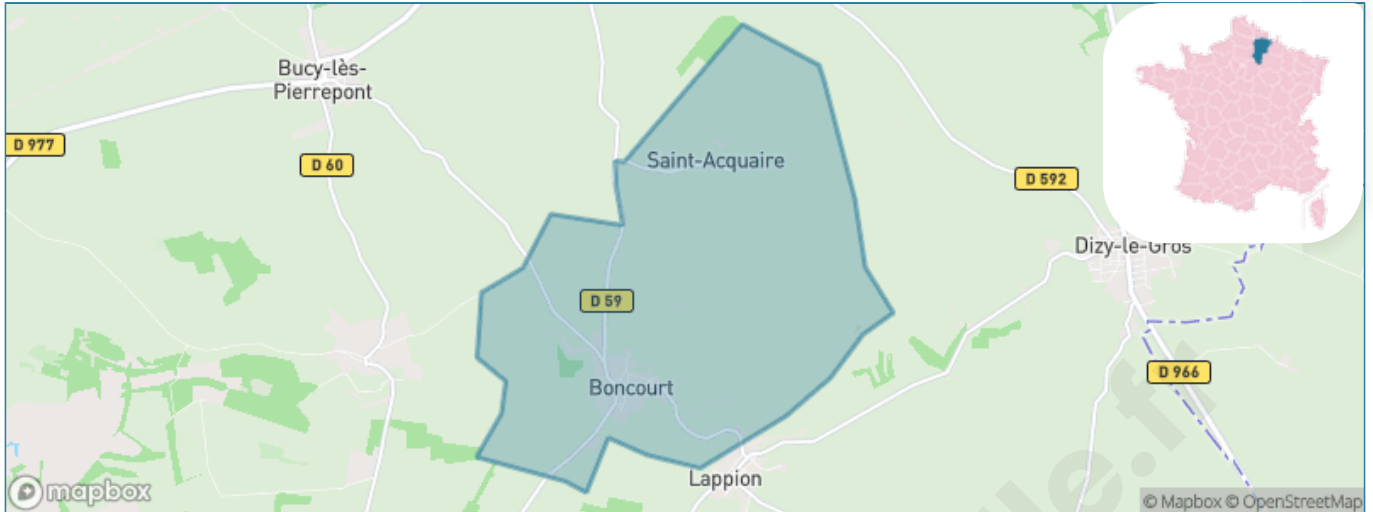 Bucy-lès-
Pierrepont
D 977
D 60
Saint-Acquaire
D 592
Dizy-le-Gros
D 59
D 966
Boncourt
Lappion
mapbox
© Mapbox © OpenStreetMap